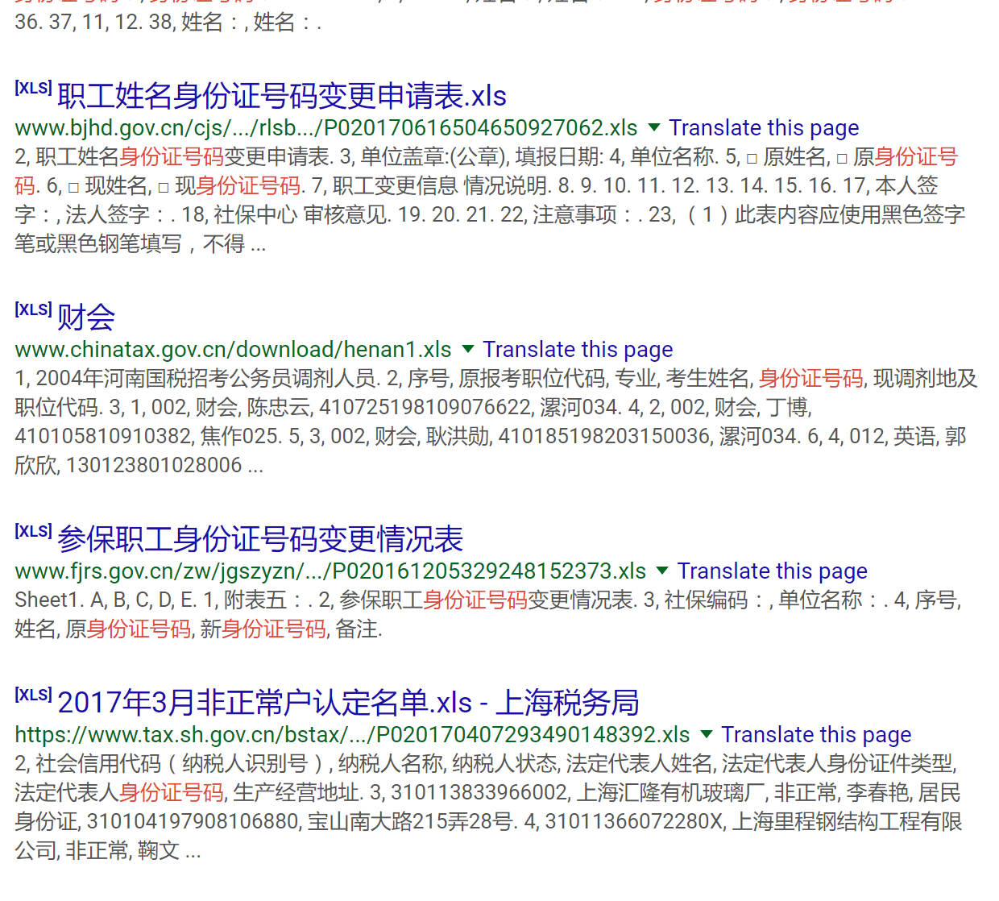 36. 37, 11, 12. 38, 姓名：, 姓名：.
[XLS] 职工姓名身份证号码变更申请表.xls
www.bjhd.gov.cn/cjs/.../rlsb.../P020170616504650927062.xls ▼ Translate this page
2, 职工姓名身份证号码变更申请表. 3, 单位盖章:(公章), 填报日期: 4, 单位名称. 5, □ 原姓名, □ 原身份证号
码. 6, □ 现姓名, □ 现身份证号码. 7, 职工变更信息 情况说明. 8. 9. 10. 11. 12. 13. 14. 15. 16. 17, 本人签
字：, 法人签字：. 18, 社保中心 审核意见. 19. 20. 21. 22, 注意事项：. 23, （1）此表内容应使用黑色签字
笔或黑色钢笔填写，不得 ...
[XLS] 财会
www.chinatax.gov.cn/download/henan1.xls ▼ Translate this page
1, 2004年河南国税招考公务员调剂人员. 2, 序号, 原报考职位代码, 专业, 考生姓名, 身份证号码, 现调剂地及
职位代码. 3, 1, 002, 财会, 陈忠云, 410725198109076622, 漯河034. 4, 2, 002, 财会, 丁博,
410105810910382, 焦作025. 5, 3, 002, 财会, 耿洪勋, 410185198203150036, 漯河034. 6, 4, 012, 英语, 郭
欣欣, 130123801028006 ...
[XLS] 参保职工身份证号码变更情况表
www.fjrs.gov.cn/zw/jgszyzn/.../P020161205329248152373.xls ▼ Translate this page
Sheet1. A, B, C, D, E. 1, 附表五：. 2, 参保职工身份证号码变更情况表. 3, 社保编码：, 单位名称：. 4, 序号,
姓名, 原身份证号码, 新身份证号码, 备注.
[XLS] 2017年3月非正常户认定名单.xls - 上海税务局
https://www.tax.sh.gov.cn/bstax/.../P020170407293490148392.xls ▼ Translate this page
2, 社会信用代码（纳税人识别号）, 纳税人名称, 纳税人状态, 法定代表人姓名, 法定代表人身份证件类型,
法定代表人身份证号码, 生产经营地址. 3, 310113833966002, 上海汇隆有机玻璃厂, 非正常, 李春艳, 居民
身份证, 310104197908106880, 宝山南大路215弄28号. 4, 31011366072280X, 上海里程钢结构工程有限
公司, 非正常, 鞠文 ...